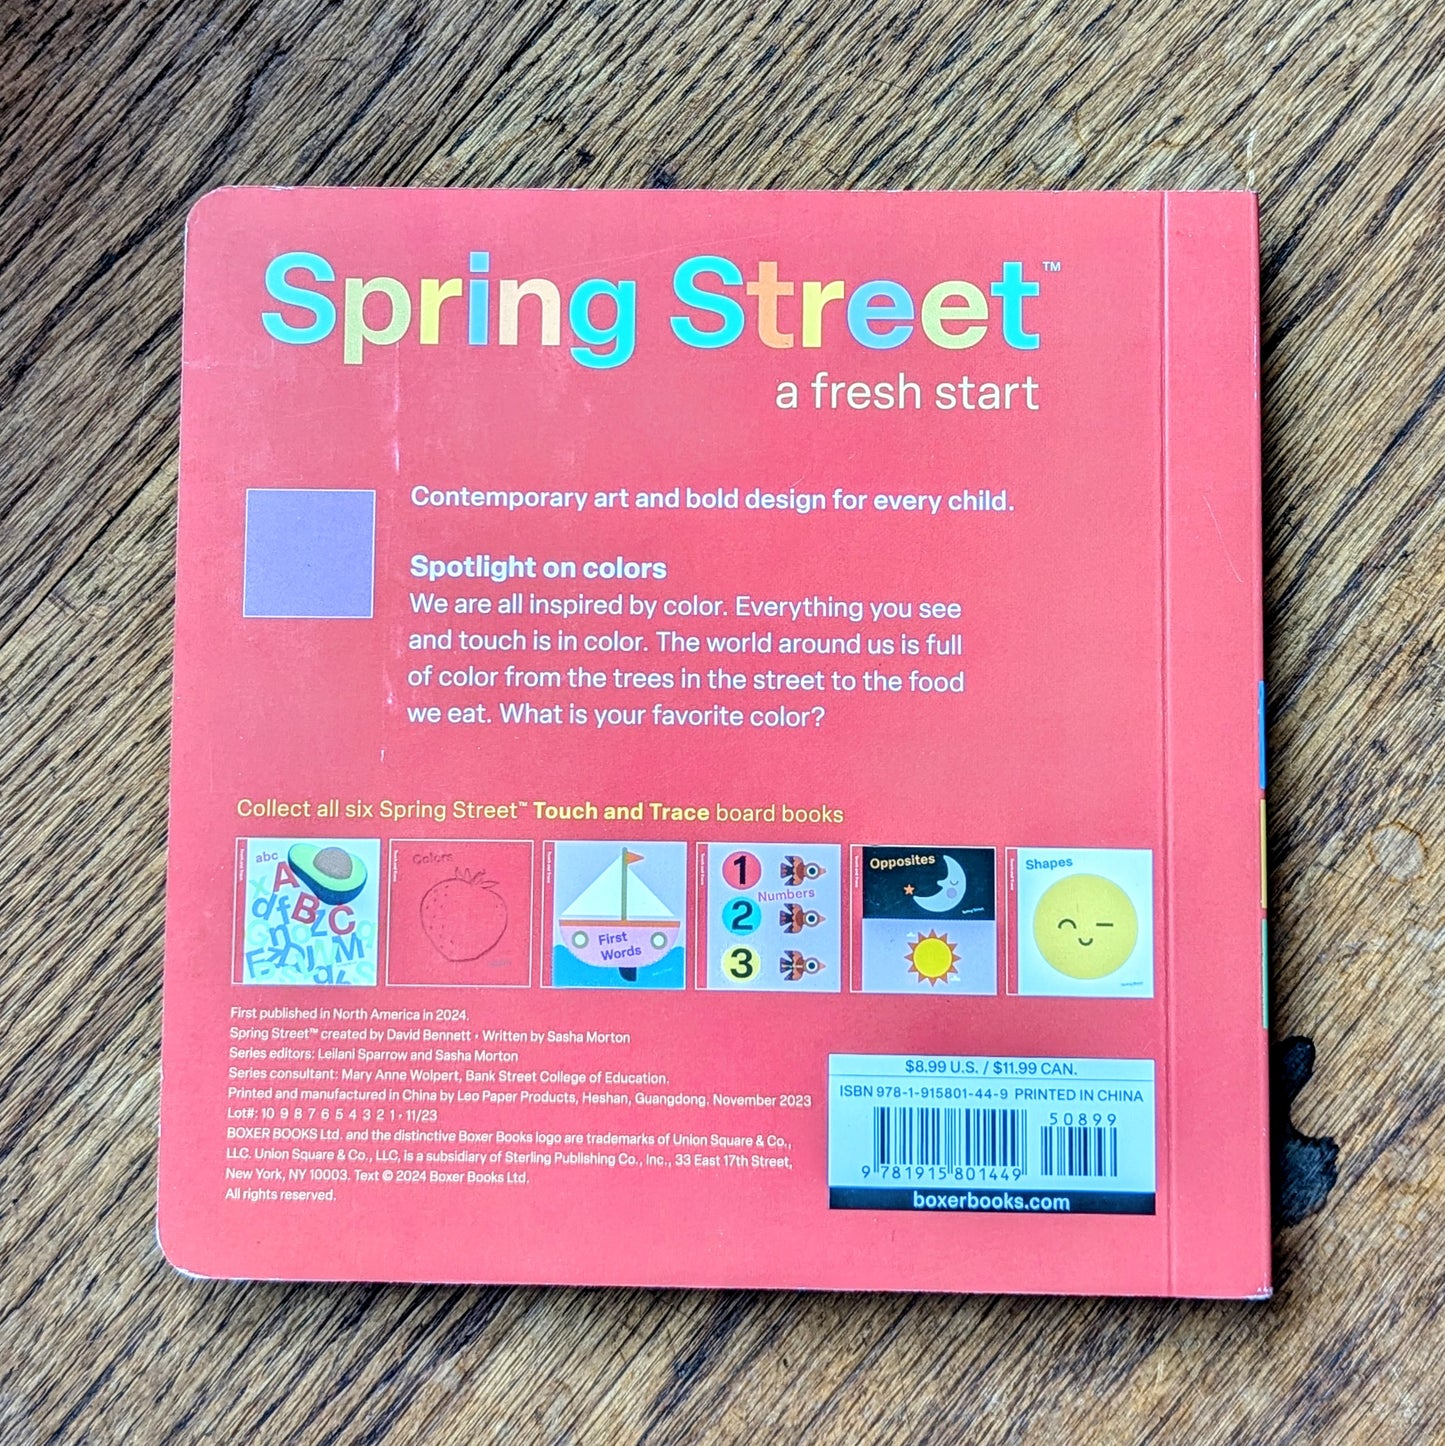 Spring Street™
a fresh start
Contemporary art and bold design for every child.
Spotlight on colors
We are all inspired by color. Everything you see
and touch is in color. The world around us is full
of color from the trees in the street to the food
we eat. What is your favorite color?
Collect all six Spring Street™ Touch and Trace board books
abc
A
B
C
Colors
First
Words
1
Numbers
2
3
Opposites
Shapes
First published in North America in 2024.
Spring Street™ created by David Bennett • Written by Sasha Morton
Series editors: Leilani Sparrow and Sasha Morton
Series consultant: Mary Anne Wolpert, Bank Street College of Education.
Printed and manufactured in China by Leo Paper Products, Heshan, Guangdong. November 2023
Lot#: 10 9 8 7 6 5 4 3 2 1 • 11/23
BOXER BOOKS Ltd. and the distinctive Boxer Books logo are trademarks of Union Square & Co.,
LLC. Union Square & Co., LLC, is a subsidiary of Sterling Publishing Co., Inc., 33 East 17th Street,
New York, NY 10003. Text © 2024 Boxer Books Ltd.
All rights reserved.
$8.99 U.S. / $11.99 CAN.
ISBN 978-1-915801-44-9 PRINTED IN CHINA
50899
9 781915 801449
boxerbooks.com